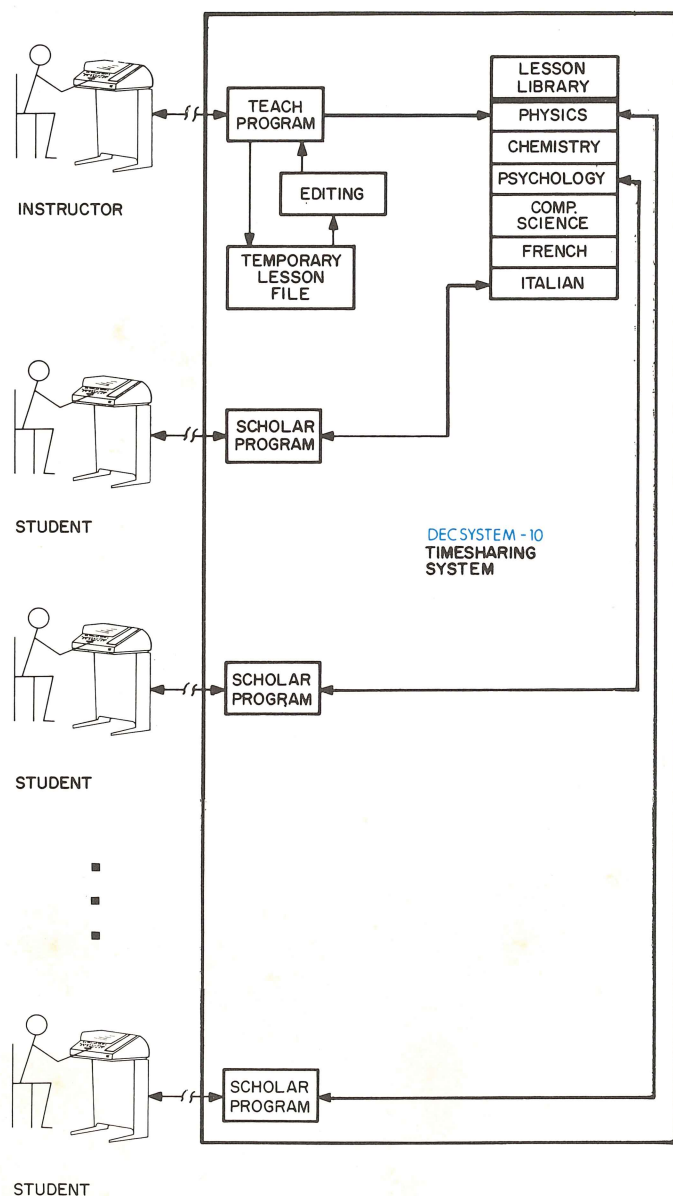 INSTRUCTOR
TEACH
PROGRAM
EDITING
TEMPORARY
LESSON
FILE
LESSON
LIBRARY
PHYSICS
CHEMISTRY
PSYCHOLOGY
COMP.
SCIENCE
FRENCH
ITALIAN
STUDENT
SCHOLAR
PROGRAM
DECSYSTEM-10
TIMESHARING
SYSTEM
STUDENT
SCHOLAR
PROGRAM
STUDENT
SCHOLAR
PROGRAM